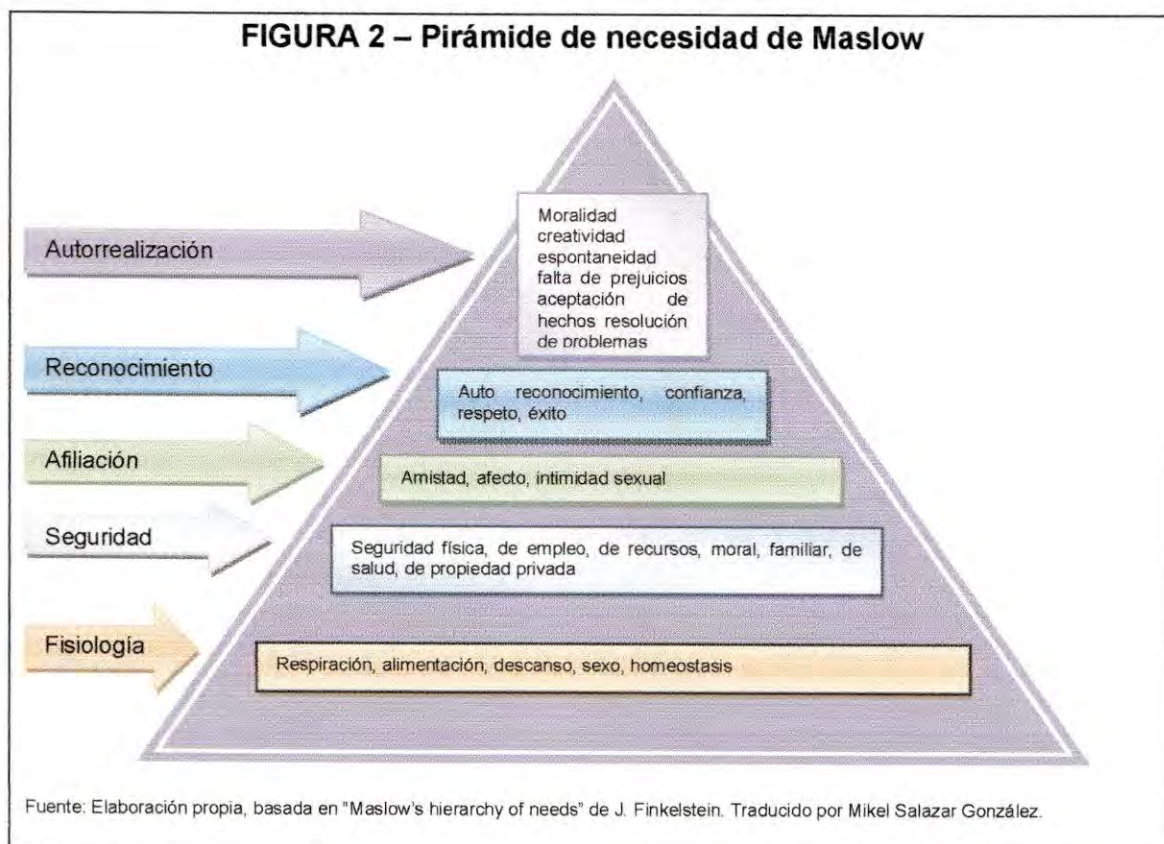 FIGURA 2 – Pirámide de necesidad de Maslow
Autorrealización
Moralidad
creatividad
espontaneidad
falta de prejuicios
aceptación de
hechos resolución
de problemas
Reconocimiento
Auto reconocimiento, confianza,
respeto, éxito
Afiliación
Amistad, afecto, intimidad sexual
Seguridad
Seguridad física, de empleo, de recursos, moral, familiar, de
salud, de propiedad privada
Fisiología
Respiración, alimentación, descanso, sexo, homeostasis
Fuente: Elaboración propia, basada en "Maslow's hierarchy of needs" de J. Finkelstein. Traducido por Mikel Salazar González.